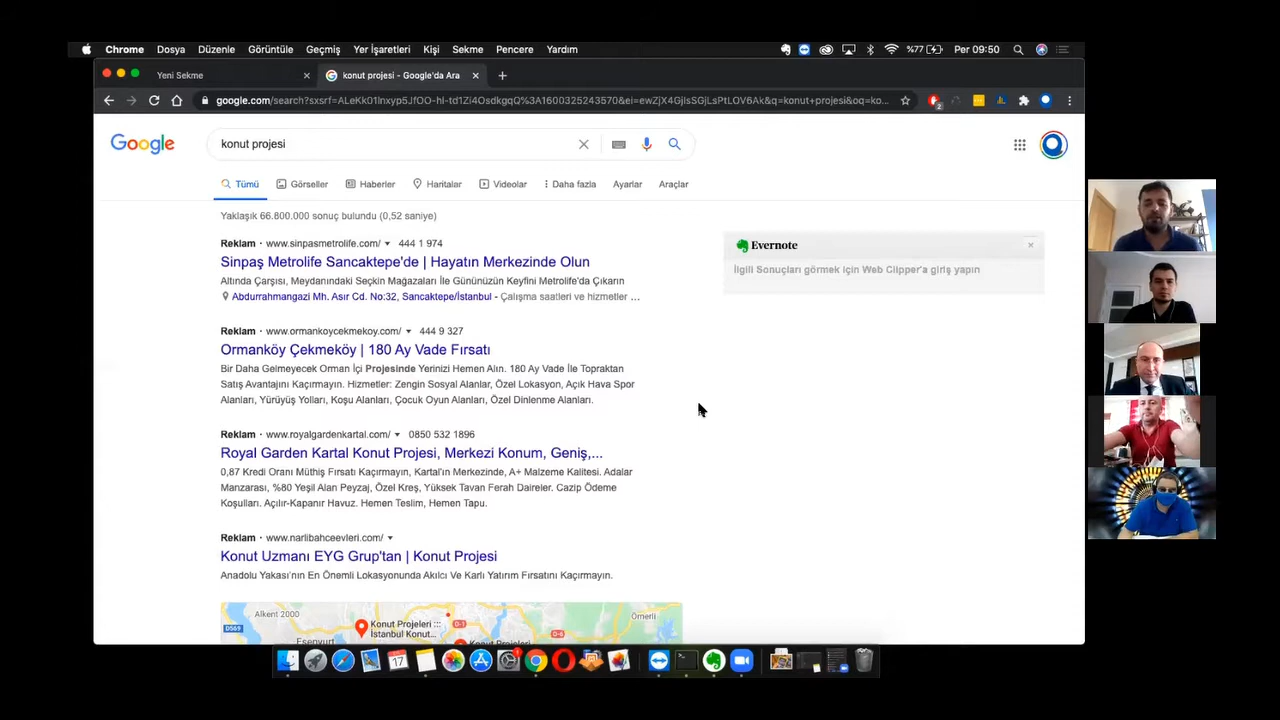 Chrome Dosya Düzenle Görüntüle Geçmiş Yer İşaretleri Kişi Sekme Pencere Yardım %77 Per 09:50
Yeni Sekme × konut projesi - Google'da Ara × +
konut projesi
Google
Tümü Görseller Haberler Haritalar Videolar Daha fazla Ayarlar Araçlar
Yaklaşık 66.800.000 sonuç bulundu (0,52 saniye)
Reklam · www.sinpasmetrolife.com/ 444 1 974
Sinpaş Metrolife Sancaktepe'de | Hayatın Merkezinde Olun
Altında Çarşısı, Meydanındaki Seçkin Mağazaları İle Gününüzün Keyfini Metrolife'da Çıkarın
Abdurrahmangazi Mh. Asır Cd. No:32, Sancaktepe/İstanbul - Çalışma saatleri ve hizmetler ...
Evernote
İlgili Sonuçları görmek için Web Clipper'a giriş yapın
Reklam · www.ormankoycekmekoy.com/ 444 9 327
Ormanköy Çekmeköy | 180 Ay Vade Fırsatı
Bir Daha Gelmeyecek Orman İçi Projesinde Yerinizi Hemen Alın. 180 Ay Vade İle Topraktan
Satış Avantajını Kaçırmayın. Hizmetler: Zengin Sosyal Alanlar, Özel Lokasyon, Açık Hava Spor
Alanları, Yürüyüş Yolları, Koşu Alanları, Çocuk Oyun Alanları, Özel Dinlenme Alanları.
Reklam · www.royalgardenkartal.com/ 0850 532 1896
Royal Garden Kartal Konut Projesi, Merkezi Konum, Geniş,...
0,87 Kredi Oranı Müthiş Fırsatı Kaçırmayın, Kartal'ın Merkezinde, A+ Malzeme Kalitesi. Adalar
Manzarası, %80 Yeşil Alan Peyzaj, Özel Kreş, Yüksek Tavan Ferah Daireler. Cazip Ödeme
Koşulları. Açılır-Kapanır Havuz. Hemen Teslim, Hemen Tapu.
Reklam · www.narlibahceevleri.com/
Konut Uzmanı EYG Grup'tan | Konut Projesi
Anadolu Yakası'nın En Önemli Lokasyonunda Akılcı Ve Karlı Yatırım Fırsatını Kaçırmayın.
Alkent 2000
Ömerli
D569
Konut Projeleri :::
İstanbul Konut...
O-1
O-6
Esenyurt
Konut Projeleri
17